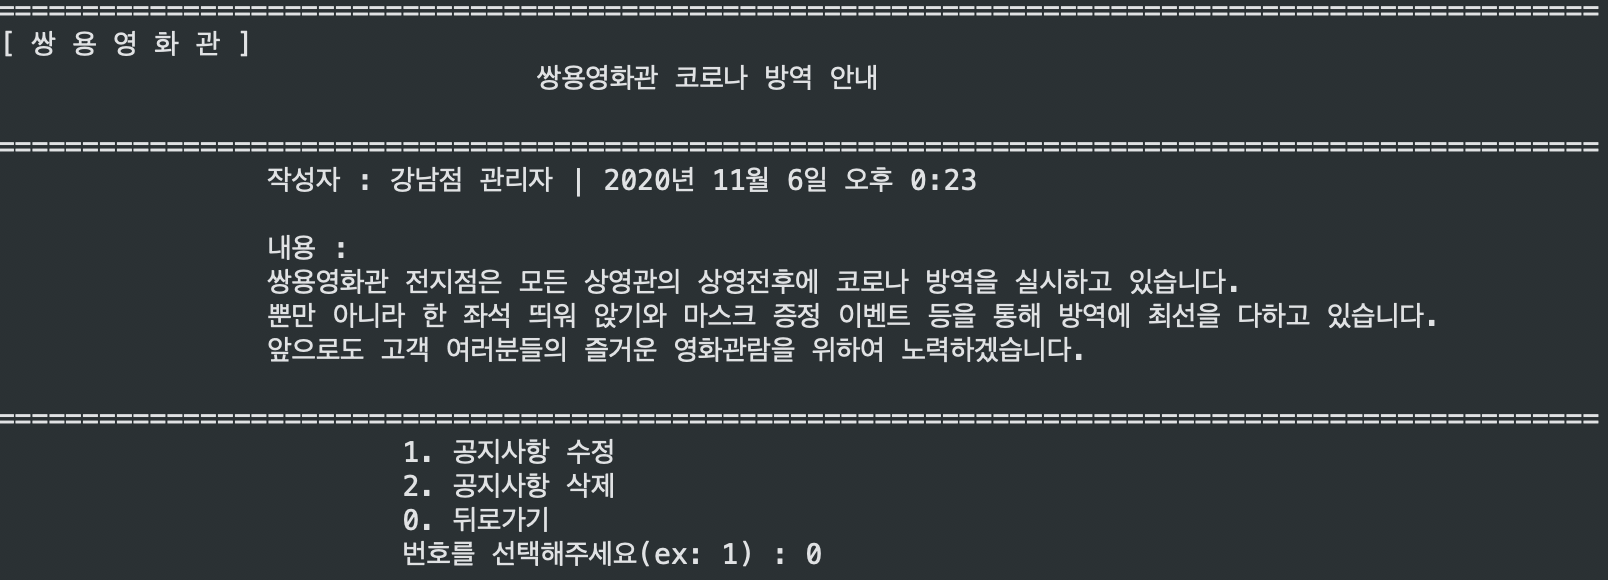 ====================================================================================================
[ 쌍 용 영 화 관 ]
쌍용영화관 코로나 방역 안내
====================================================================================================
작성자 : 강남점 관리자 | 2020년 11월 6일 오후 0:23
내용 :
쌍용영화관 전지점은 모든 상영관의 상영전후에 코로나 방역을 실시하고 있습니다.
뿐만 아니라 한 좌석 띄워 앉기와 마스크 증정 이벤트 등을 통해 방역에 최선을 다하고 있습니다.
앞으로도 고객 여러분들의 즐거운 영화관람을 위하여 노력하겠습니다.
====================================================================================================
1. 공지사항 수정
2. 공지사항 삭제
0. 뒤로가기
번호를 선택해주세요(ex: 1) : 0